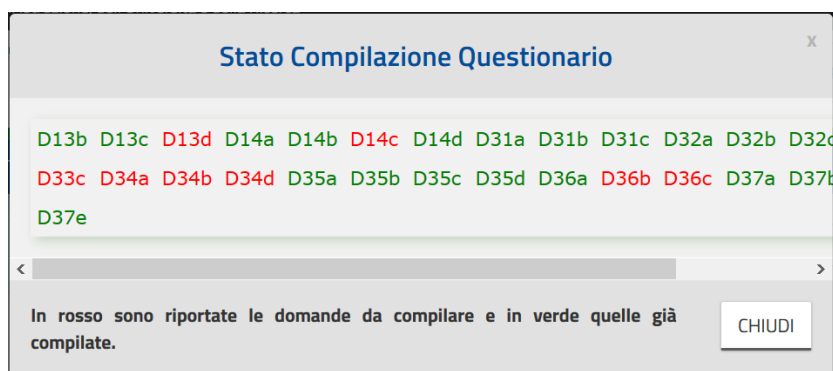 Stato Compilazione Questionario
x
D13b D13c D13d D14a D14b D14c D14d D31a D31b D31c D32a D32b
D33c D34a D34b D34d D35a D35b D35c D35d D36a D36b D36c D37a
D37e
In rosso sono riportate le domande da compilare e in verde quelle già
compilate.
CHIUDI